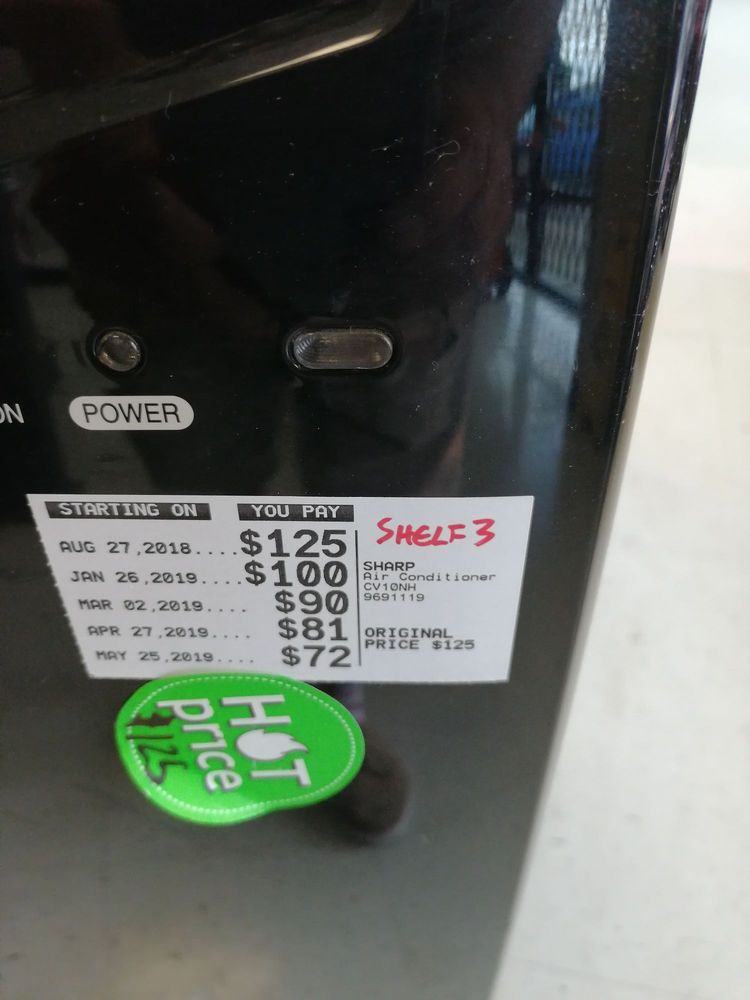 ON
POWER
STARTING ON YOU PAY
AUG 27,2018....$125
JAN 26,2019....$100
MAR 02,2019.... $90
APR 27,2019.... $81
MAY 25,2019.... $72
SHELF 3
SHARP
Air Conditioner
CV10NH
9691119
ORIGINAL
PRICE $125
HOT
price
$125